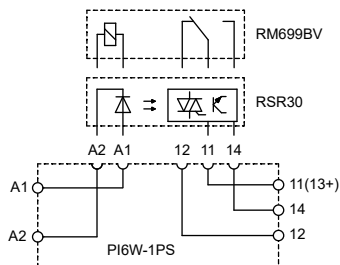 RM699BV
RSR30
A2 A1 12 11 14
A1
11(13+)
14
A2
12
PI6W-1PS